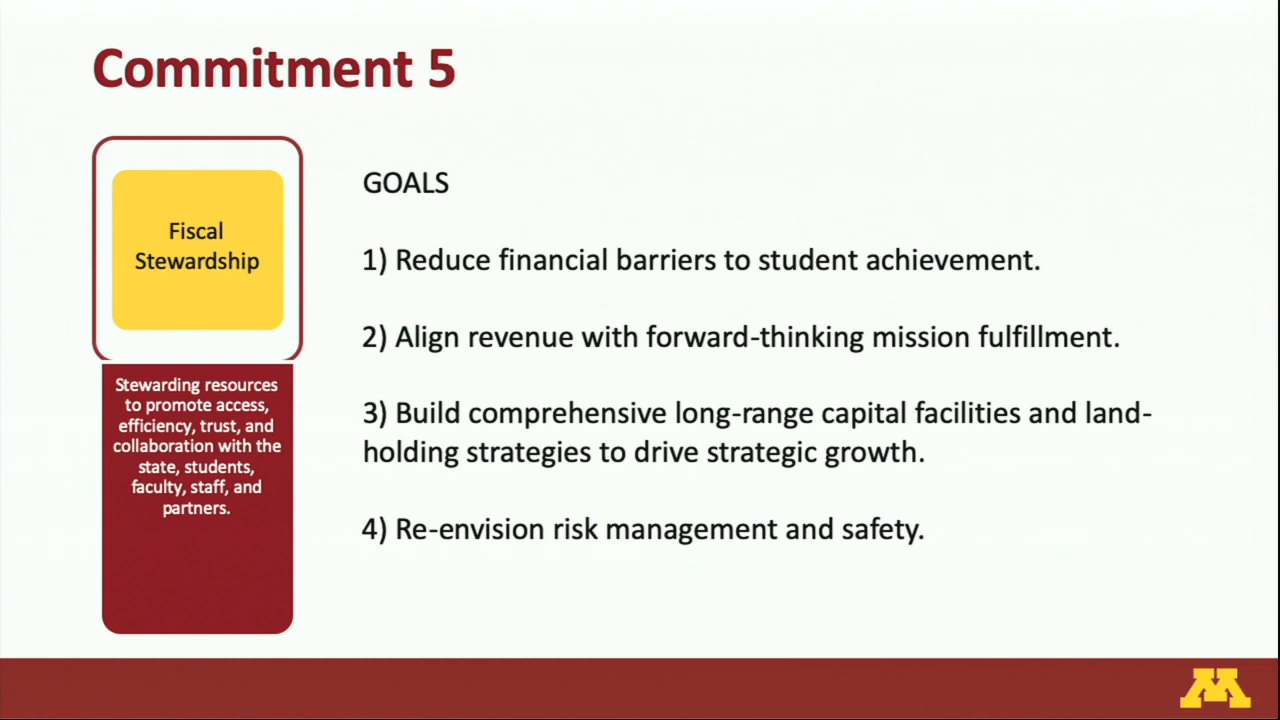 Commitment 5
Fiscal
Stewardship
Stewarding resources
to promote access,
efficiency, trust, and
collaboration with the
state, students,
faculty, staff, and
partners.
GOALS
1) Reduce financial barriers to student achievement.
2) Align revenue with forward-thinking mission fulfillment.
3) Build comprehensive long-range capital facilities and land-
holding strategies to drive strategic growth.
4) Re-envision risk management and safety.
M